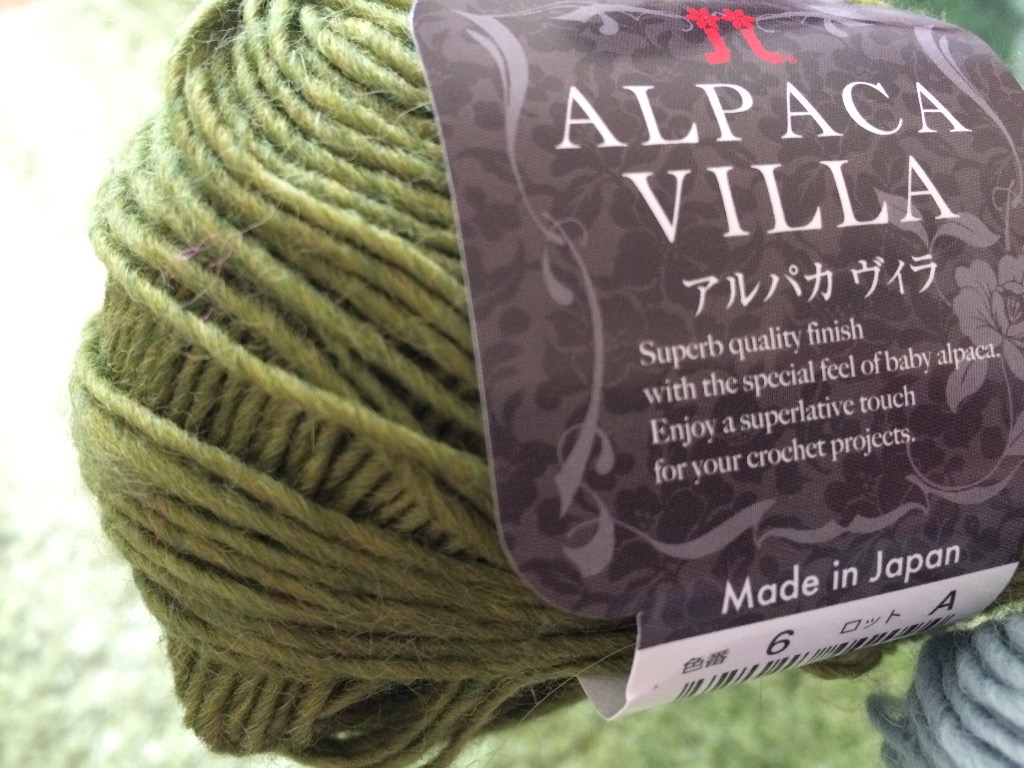 ALPACA
VILLA
アルパカ ヴィラ
Superb quality finish
with the special feel of baby alpaca.
Enjoy a superlative touch
for your crochet projects.
Made in Japan
色番 6 ロット A